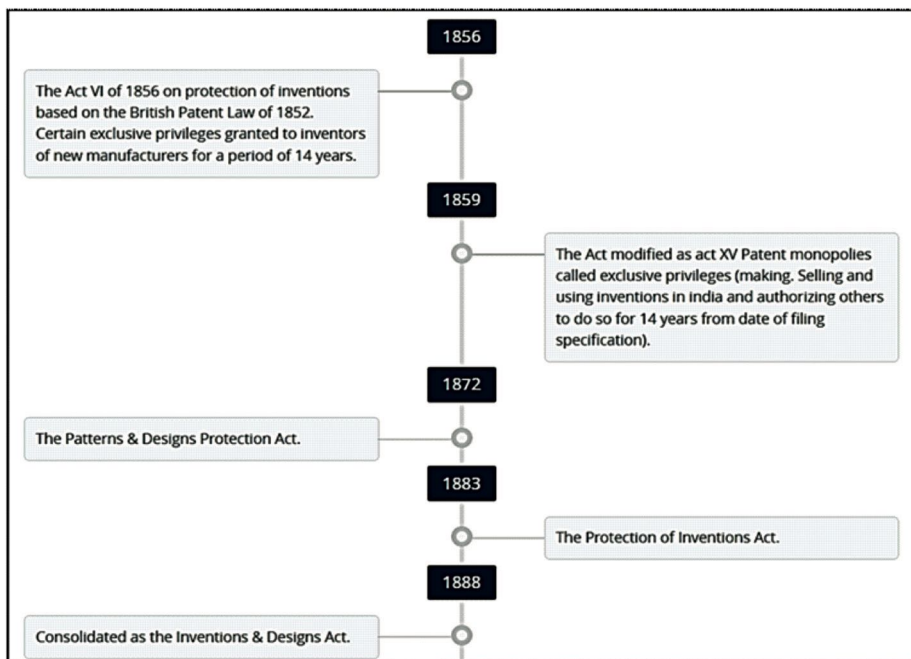 1856
The Act VI of 1856 on protection of inventions
based on the British Patent Law of 1852.
Certain exclusive privileges granted to inventors
of new manufacturers for a period of 14 years.
1859
The Act modified as act XV Patent monopolies
called exclusive privileges (making. Selling and
using inventions in india and authorizing others
to do so for 14 years from date of filing
specification).
1872
The Patterns & Designs Protection Act.
1883
The Protection of Inventions Act.
1888
Consolidated as the Inventions & Designs Act.